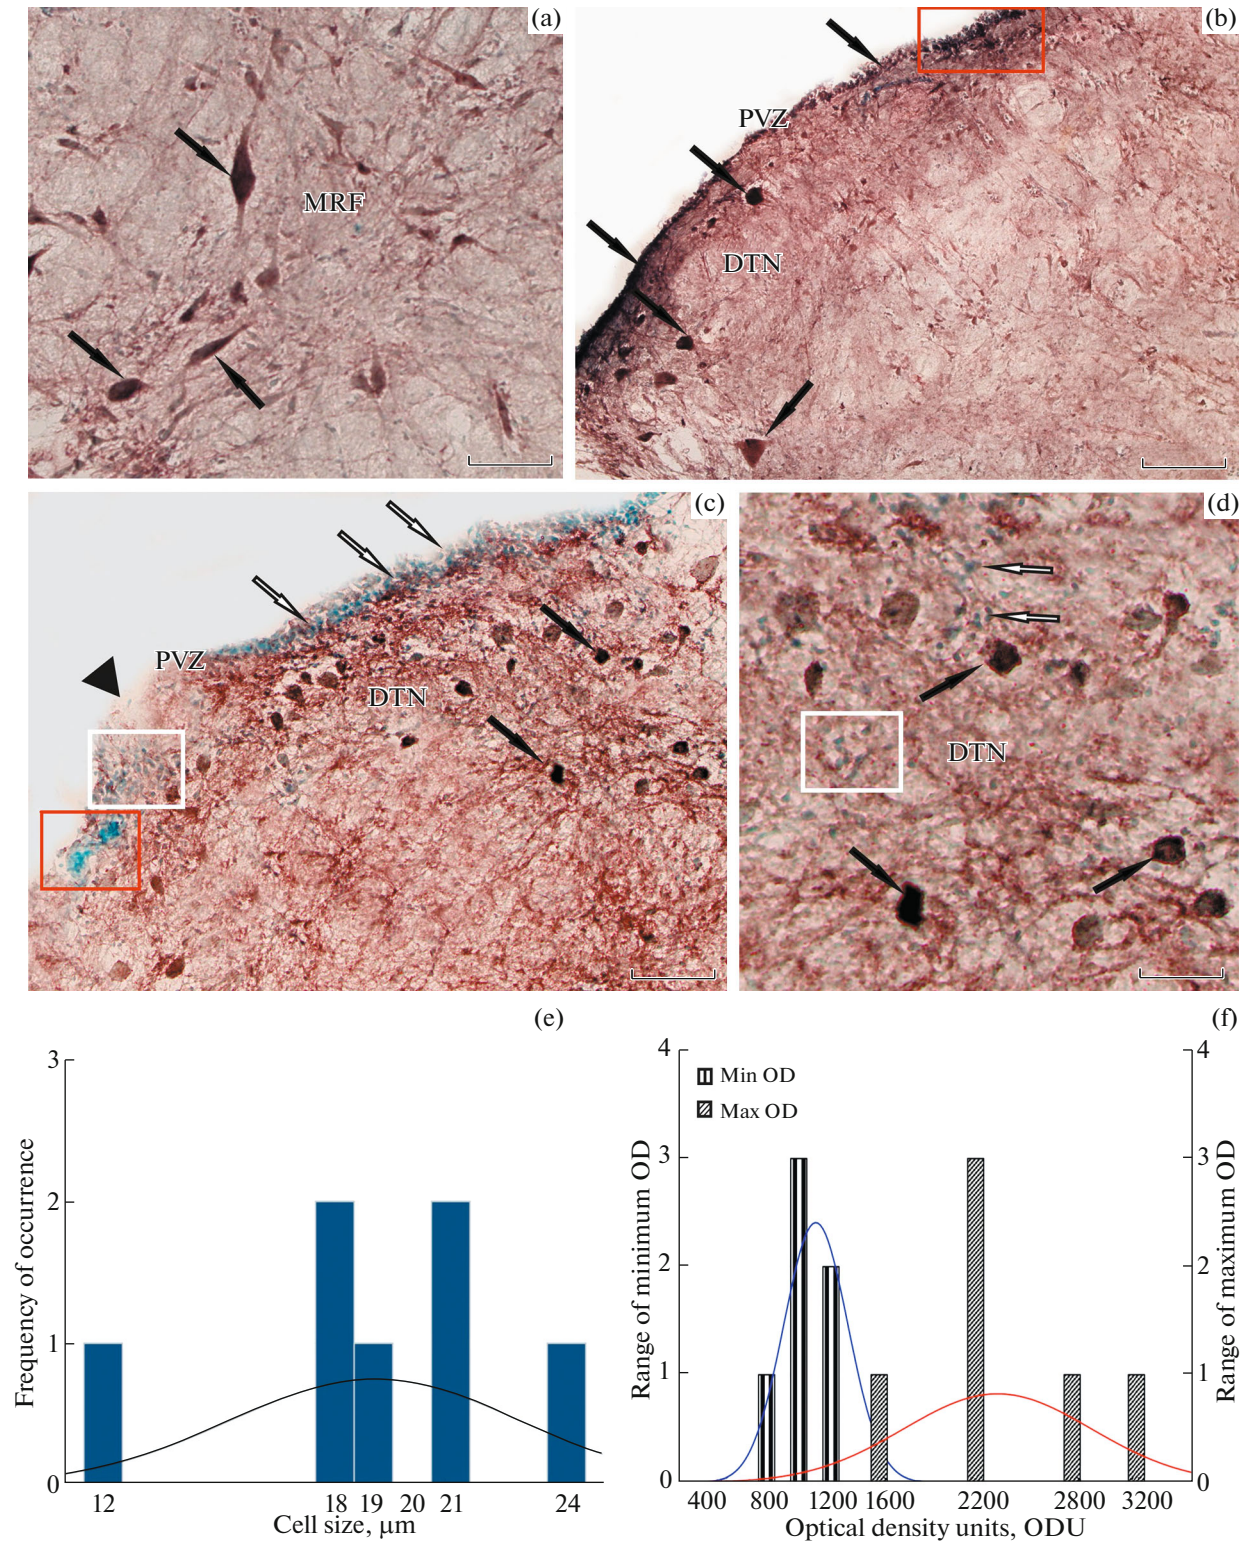 (a)
MRF
(b)
PVZ
DTN
(c)
PVZ
DTN
(d)
DTN
(e)
3
2
1
0
Frequency of occurrence
12 18 19 20 21 24
Cell size, μm
(f)
4
3
2
1
0
Range of minimum OD
Min OD
Max OD
4
3
2
1
0
Range of maximum OD
400 800 1200 1600 2200 2800 3200
Optical density units, ODU